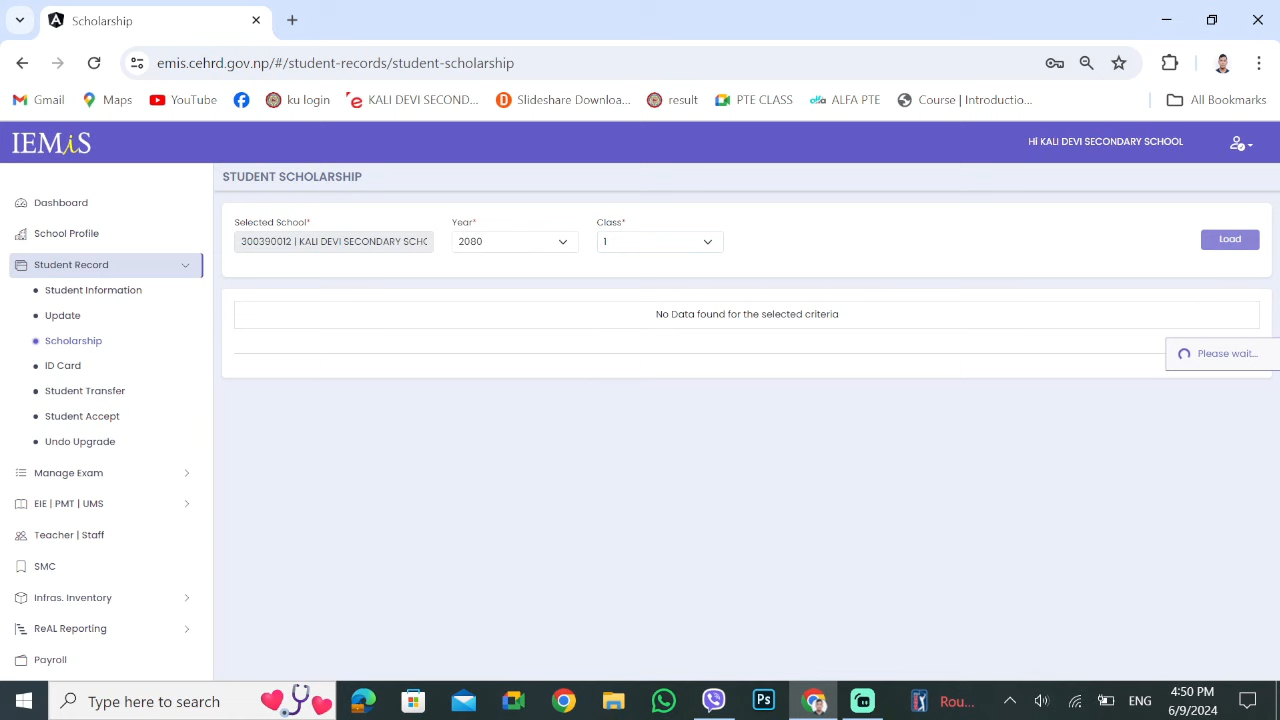 Scholarship
emis.cehrd.gov.np/#/student-records/student-scholarship
Gmail
Maps
YouTube
ku login
KALI DEVI SECOND...
Slideshare Downloa...
result
PTE CLASS
ALFA PTE
Course | Introductio...
All Bookmarks
IEMiS
Hi KALI DEVI SECONDARY SCHOOL
STUDENT SCHOLARSHIP
Dashboard
School Profile
Student Record
Student Information
Update
Scholarship
ID Card
Student Transfer
Student Accept
Undo Upgrade
Manage Exam
EIE | PMT | UMS
Teacher | Staff
SMC
Infras. Inventory
ReAL Reporting
Payroll
Selected School*
Year*
Class*
300390012 | KALI DEVI SECONDARY SCHO
2080
1
Load
No Data found for the selected criteria
Please wait...
Type here to search
Ps
Rou...
ENG
4:50 PM
6/9/2024